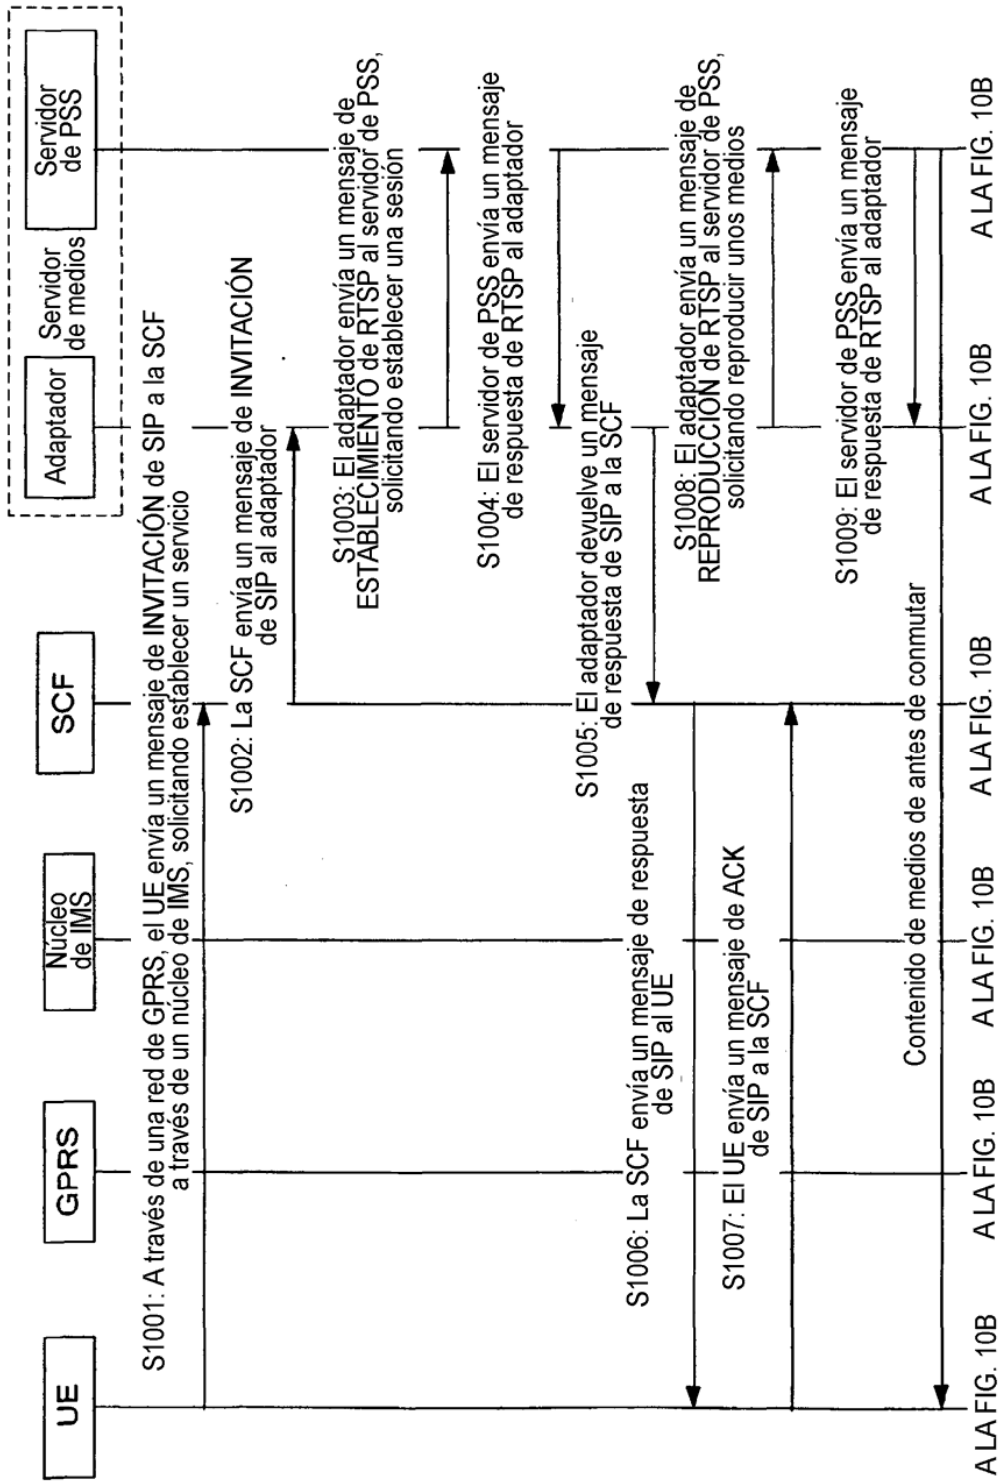 UE
GPRS
Núcleo
de IMS
SCF
Adaptador
Servidor
de medios
Servidor
de PSS
S1001: A través de una red de GPRS, el UE envía un mensaje de INVITACIÓN de SIP a la SCF
a través de un núcleo de IMS, solicitando establecer un servicio
S1002: La SCF envía un mensaje de INVITACIÓN
de SIP al adaptador
S1003: El adaptador envía un mensaje de
ESTABLECIMIENTO de RTSP al servidor de PSS,
solicitando establecer una sesión
S1004: El servidor de PSS envía un mensaje
de respuesta de RTSP al adaptador
S1005: El adaptador devuelve un mensaje
de respuesta de SIP a la SCF
S1006: La SCF envía un mensaje de respuesta
de SIP al UE
S1007: El UE envía un mensaje de ACK
de SIP a la SCF
S1008: El adaptador envía un mensaje de
REPRODUCCIÓN de RTSP al servidor de PSS,
solicitando reproducir unos medios
S1009: El servidor de PSS envía un mensaje
de respuesta de RTSP al adaptador
Contenido de medios de antes de conmutar
A LA FIG. 10B
A LA FIG. 10B
A LA FIG. 10B
A LA FIG. 10B
A LA FIG. 10B
A LA FIG. 10B